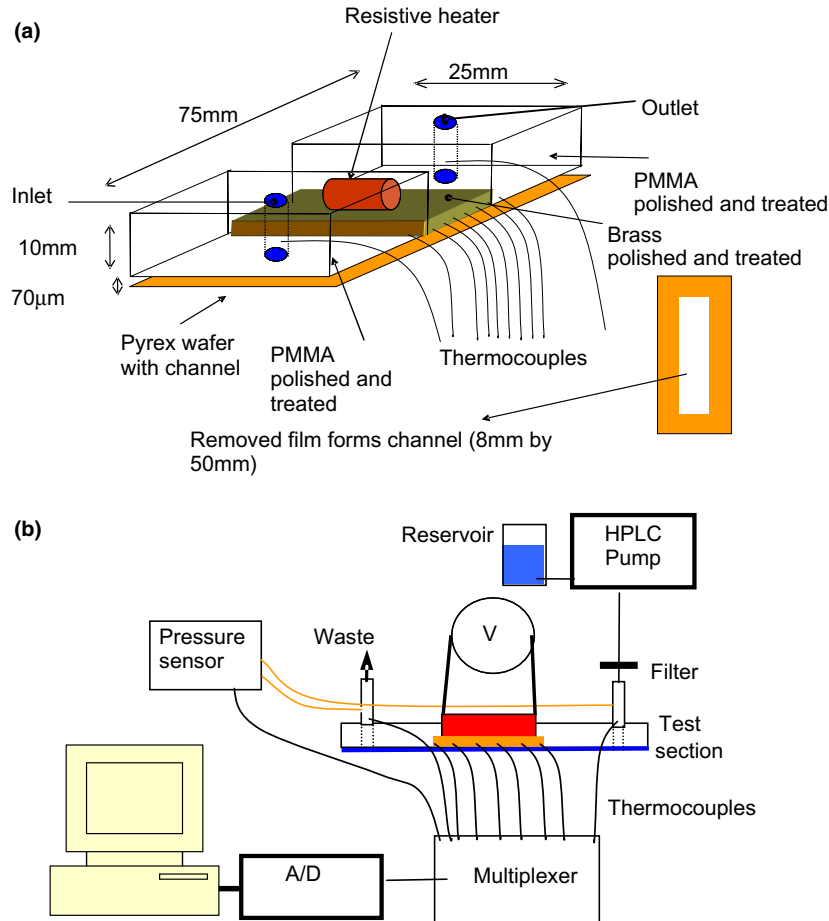 (a)
Resistive heater
25mm
75mm
Outlet
Inlet
PMMA
polished and treated
Brass
polished and treated
10mm
70μm
Pyrex wafer
with channel
PMMA
polished and
treated
Thermocouples
Removed film forms channel (8mm by
50mm)
(b)
Reservoir
HPLC
Pump
Pressure
sensor
Waste
V
Filter
Test
section
Thermocouples
A/D
Multiplexer